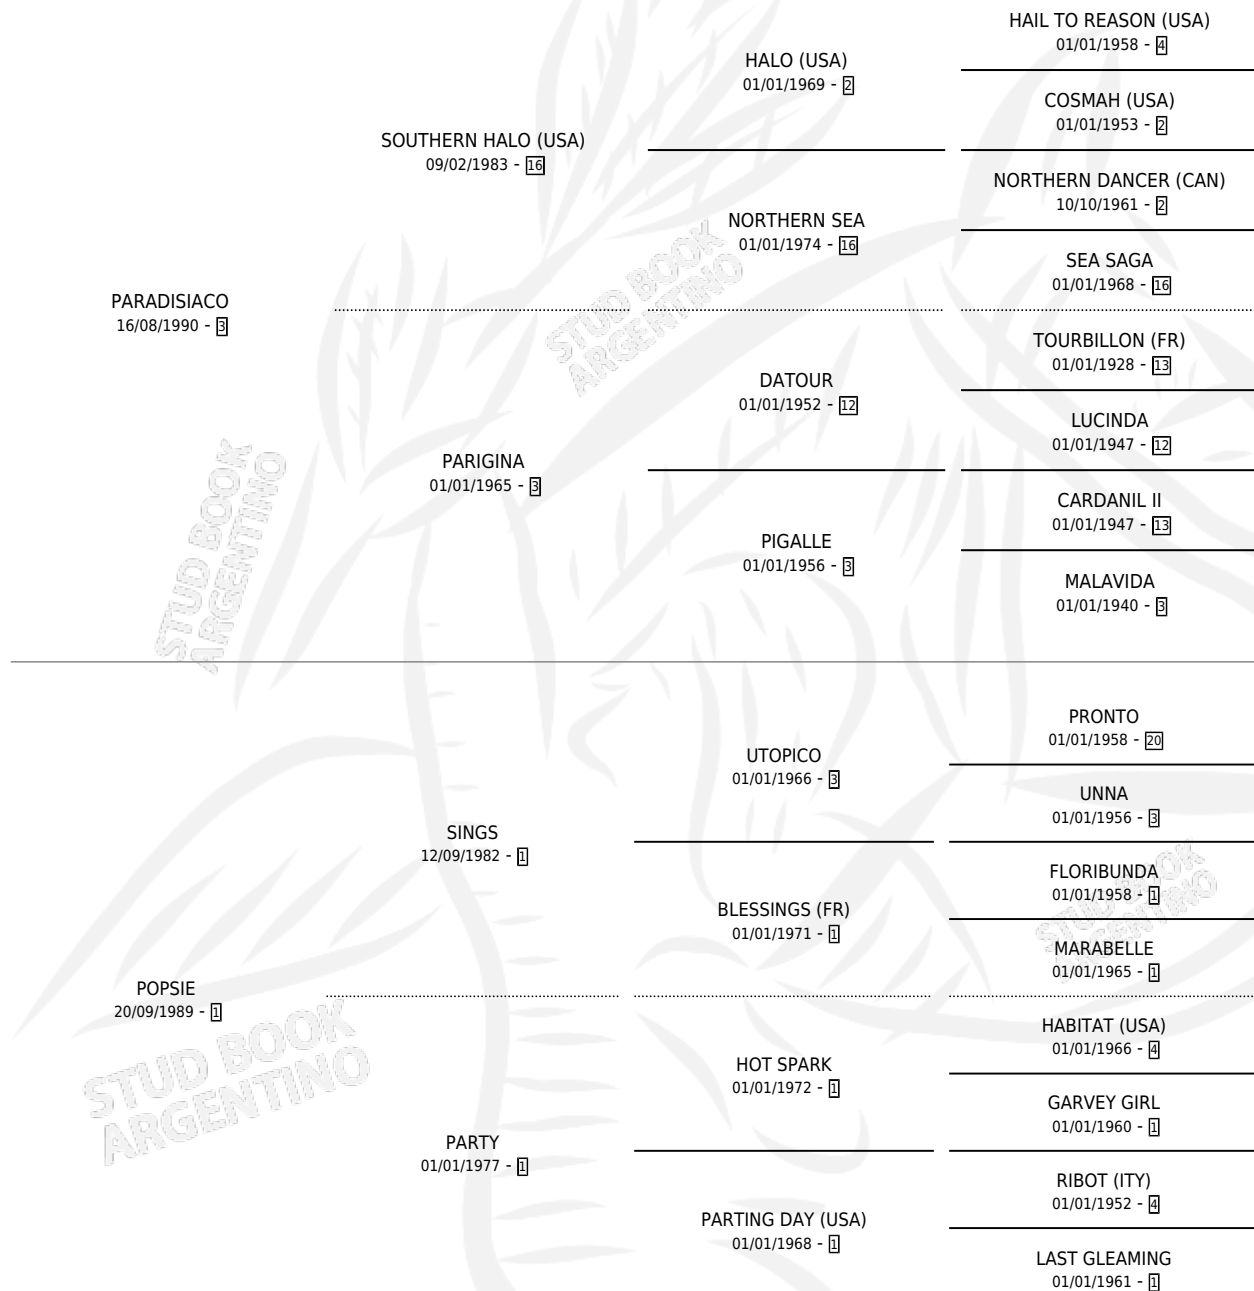 HAIL TO REASON (USA)
01/01/1958 - 4
HALO (USA)
01/01/1969 - 2
COSMAH (USA)
01/01/1953 - 2
SOUTHERN HALO (USA)
09/02/1983 - 16
NORTHERN DANCER (CAN)
10/10/1961 - 2
NORTHERN SEA
01/01/1974 - 16
SEA SAGA
01/01/1968 - 16
PARADISIACO
16/08/1990 - 3
STUD BOOK
ARGENTINO
TOURBILLON (FR)
01/01/1928 - 13
DATOUR
01/01/1952 - 12
LUCINDA
01/01/1947 - 12
PARIGINA
01/01/1965 - 3
CARDANIL II
01/01/1947 - 13
PIGALLE
01/01/1956 - 3
MALAVIDA
01/01/1940 - 3
STUD BOOK
ARGENTINO
PRONTO
01/01/1958 - 20
UTOPICO
01/01/1966 - 3
UNNA
01/01/1956 - 3
SINGS
12/09/1982 - 1
FLORIBUNDA
01/01/1958 - 1
BLESSINGS (FR)
01/01/1971 - 1
MARABELLE
01/01/1965 - 1
STUD BOOK
ARGENTINO
POPSIE
20/09/1989 - 1
STUD BOOK
ARGENTINO
HABITAT (USA)
01/01/1966 - 4
HOT SPARK
01/01/1972 - 1
GARVEY GIRL
01/01/1960 - 1
PARTY
01/01/1977 - 1
RIBOT (ITY)
01/01/1952 - 4
PARTING DAY (USA)
01/01/1968 - 1
LAST GLEAMING
01/01/1961 - 1